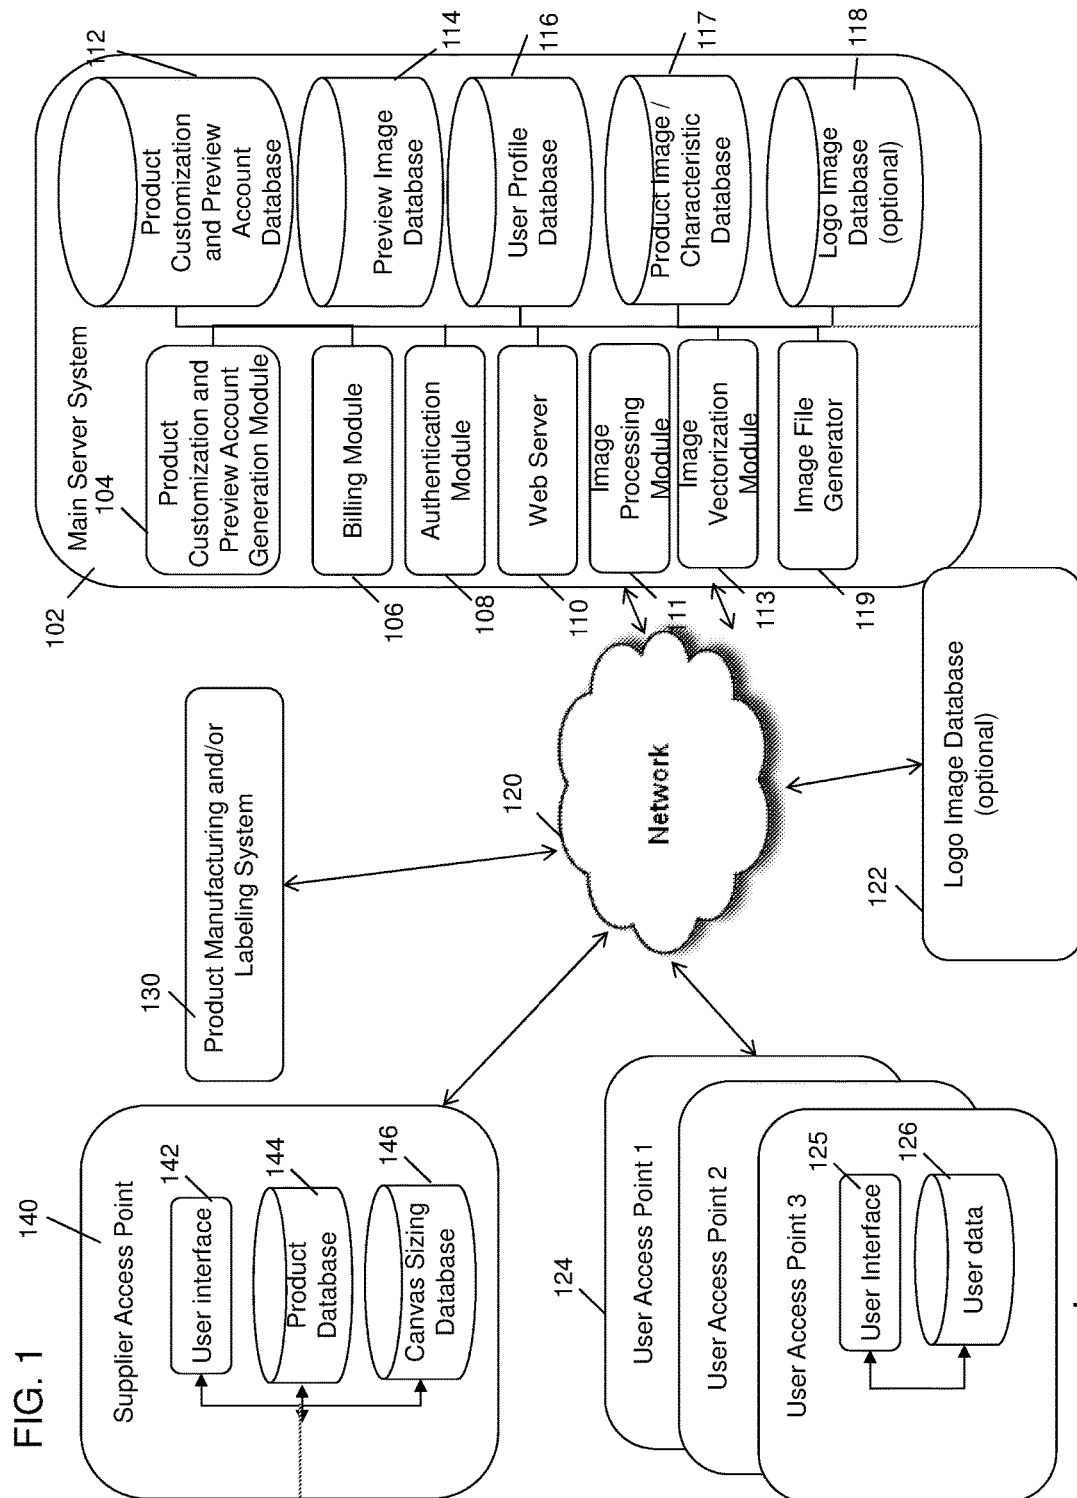 FIG. 1
140
Supplier Access Point
142
User interface
144
Product
Database
146
Canvas Sizing
Database
130
Product Manufacturing and/or
Labeling System
102
Main Server System
104
Product
Customization and
Preview Account
Generation Module
112
Product
Customization
and Preview
Account
Database
106
Billing Module
114
Preview Image
Database
108
Authentication
Module
116
User Profile
Database
110
Web Server
111
Image
Processing
Module
117
Product Image /
Characteristic
Database
113
Image
Vectorization
Module
118
Logo Image
Database
(optional)
119
Image File
Generator
120
Network
124
User Access Point 1
User Access Point 2
User Access Point 3
125
User Interface
126
User data
122
Logo Image Database
(optional)